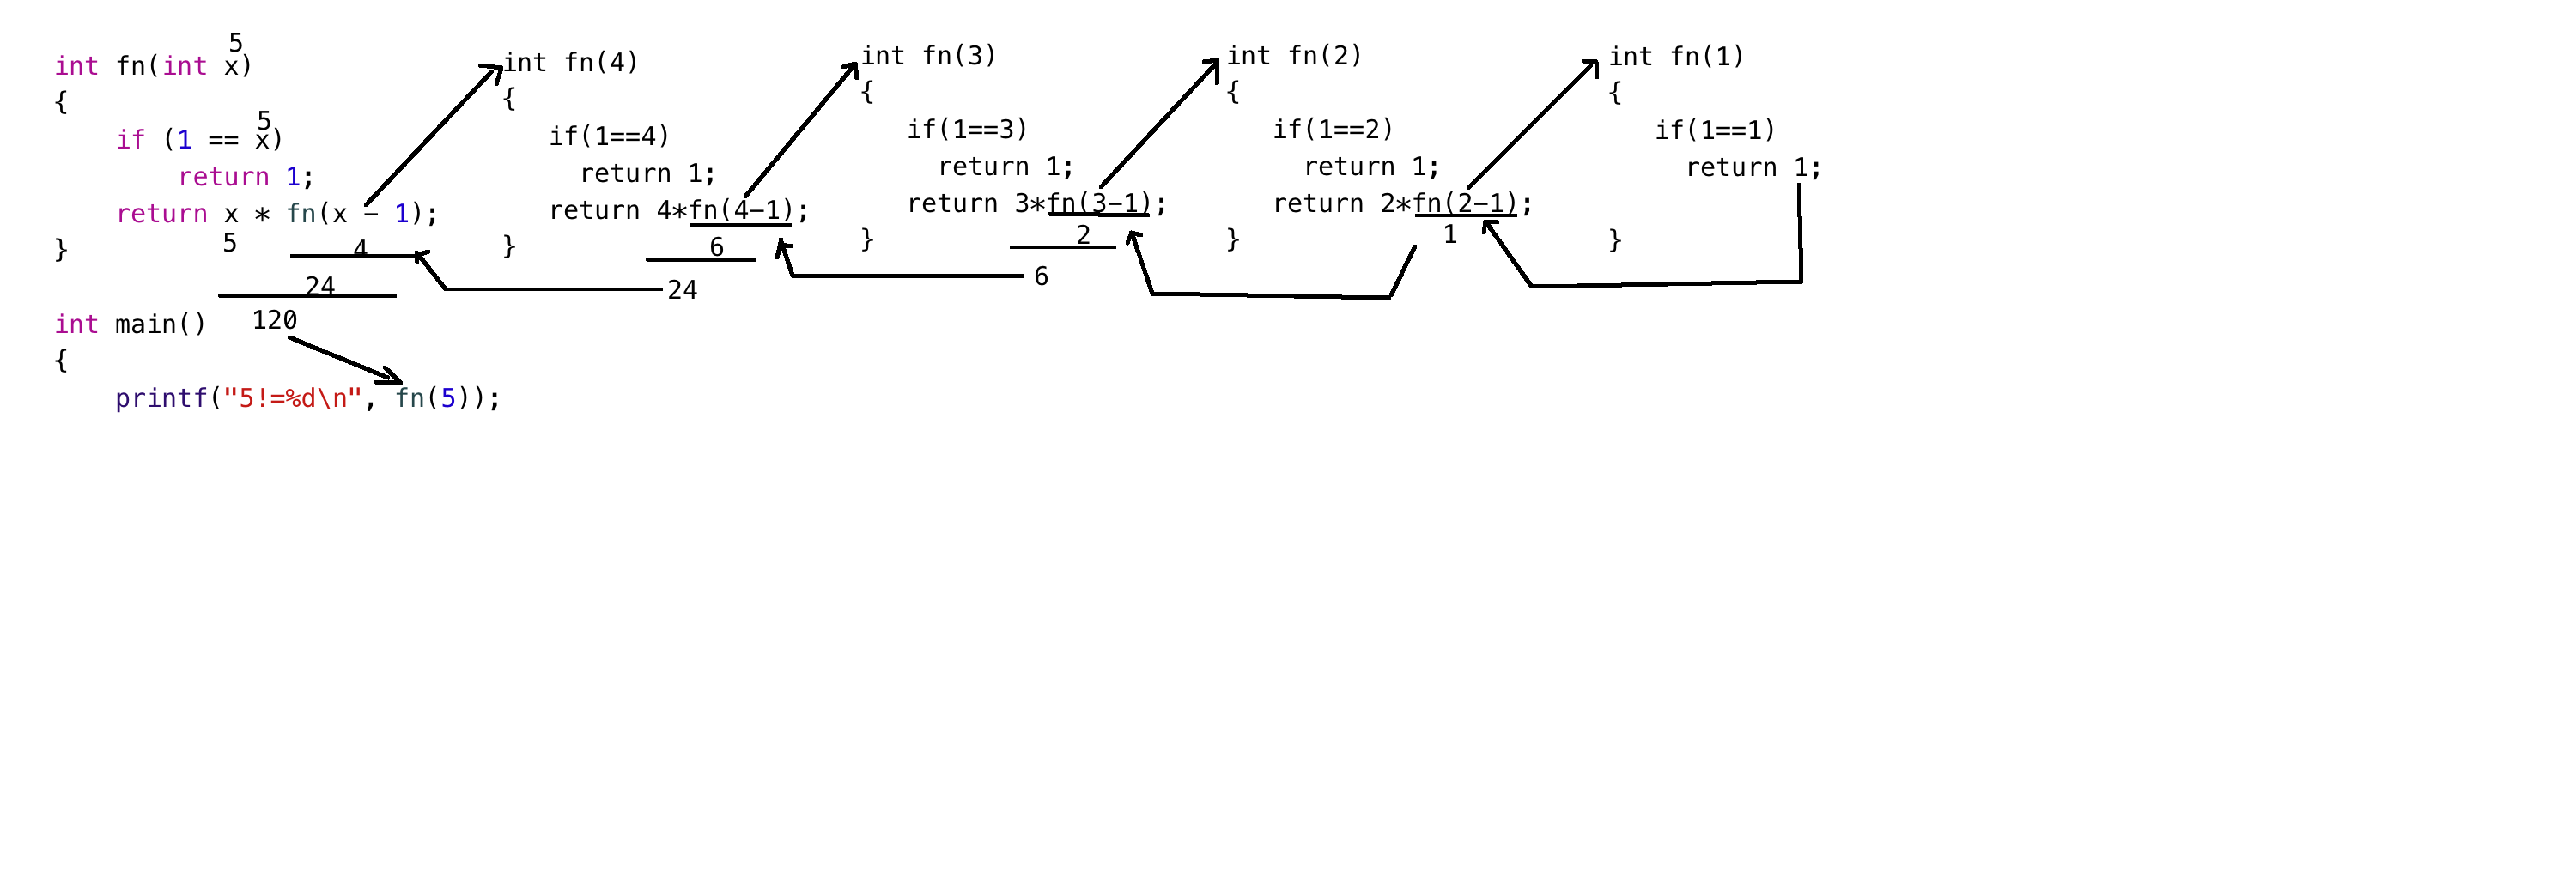 5
int fn(int x)
{
5
if (1 == x)
return 1;
return x * fn(x - 1);
5 4
}
24
120
int main()
{
printf("5!=%d\n", fn(5));
int fn(4)
{
if(1==4)
return 1;
return 4*fn(4-1);
6
}
24
int fn(3)
{
if(1==3)
return 1;
return 3*fn(3-1);
2
}
6
int fn(2)
{
if(1==2)
return 1;
return 2*fn(2-1);
1
}
int fn(1)
{
if(1==1)
return 1;
}